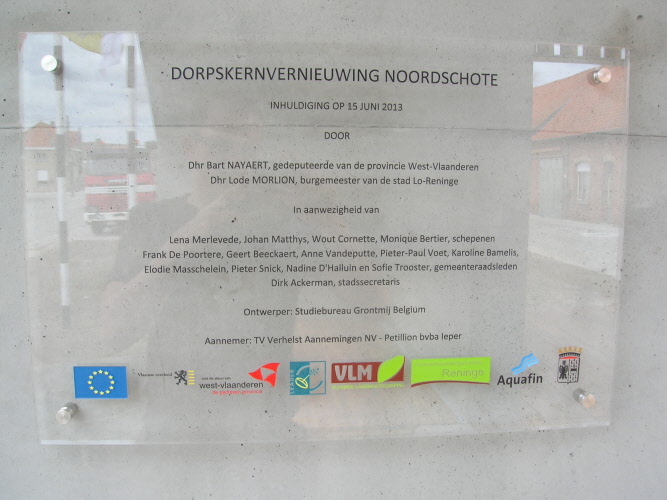 DORPSKERNVERNIEUWING NOORDSCHOTE
INHULDIGING OP 15 JUNI 2013
DOOR
Dhr Bart NAYAERT, gedeputeerde van de provincie West-Vlaanderen
Dhr Lode MORLION, burgemeester van de stad Lo-Reninge
In aanwezigheid van
Lena Merlevede, Johan Matthys, Wout Cornette, Monique Bertier, schepenen
Frank De Poortere, Geert Beeckaert, Anne Vandeputte, Pieter-Paul Voet, Karoline Bamelis,
Elodie Masschelein, Pieter Snick, Nadine D'Halluin en Sofie Trooster, gemeenteraadsleden
Dirk Ackerman, stadssecretaris
Ontwerper: Studiebureau Grontmij Belgium
Aannemer: TV Verhelst Aannemingen NV - Petillion bvba Ieper
Vlaamse overheid
west-vlaanderen
VLM
Reninge
Aquafin